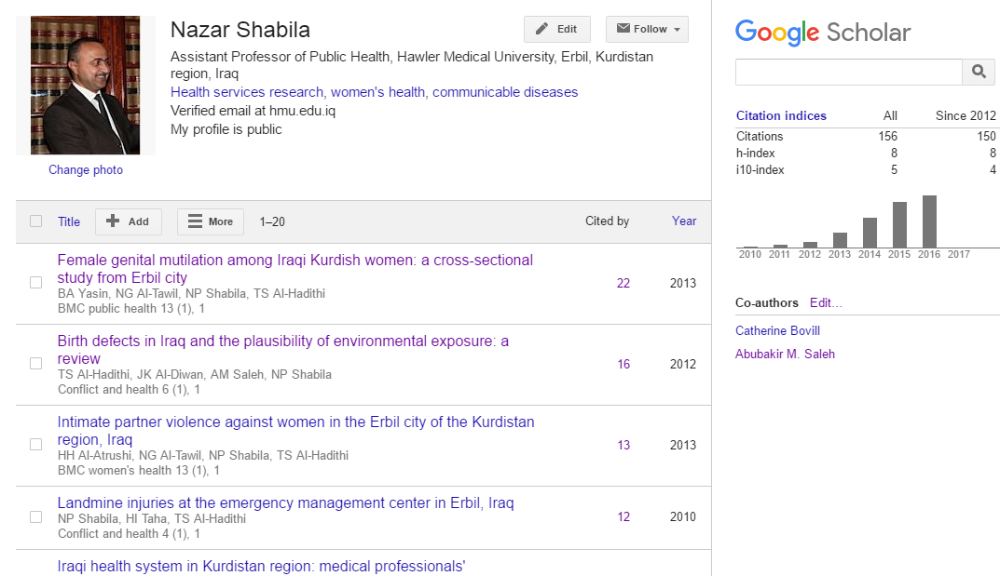 Nazar Shabila
Edit
Follow
Assistant Professor of Public Health, Hawler Medical University, Erbil, Kurdistan
region, Iraq
Health services research, women's health, communicable diseases
Verified email at hmu.edu.iq
My profile is public
Change photo
Title
Add
More
1–20
Cited by
Year
Female genital mutilation among Iraqi Kurdish women: a cross-sectional
study from Erbil city
BA Yasin, NG Al-Tawil, NP Shabila, TS Al-Hadithi
BMC public health 13 (1), 1
22
2013
Birth defects in Iraq and the plausibility of environmental exposure: a
review
TS Al-Hadithi, JK Al-Diwan, AM Saleh, NP Shabila
Conflict and health 6 (1), 1
16
2012
Intimate partner violence against women in the Erbil city of the Kurdistan
region, Iraq
HH Al-Atrushi, NG Al-Tawil, NP Shabila, TS Al-Hadithi
BMC women's health 13 (1), 1
13
2013
Landmine injuries at the emergency management center in Erbil, Iraq
NP Shabila, HI Taha, TS Al-Hadithi
Conflict and health 4 (1), 1
12
2010
Iraqi health system in Kurdistan region: medical professionals'
Google Scholar
Citation indices All Since 2012
Citations 156 150
h-index 8 8
i10-index 5 4
2010 2011 2012 2013 2014 2015 2016 2017
Co-authors Edit...
Catherine Bovill
Abubakir M. Saleh